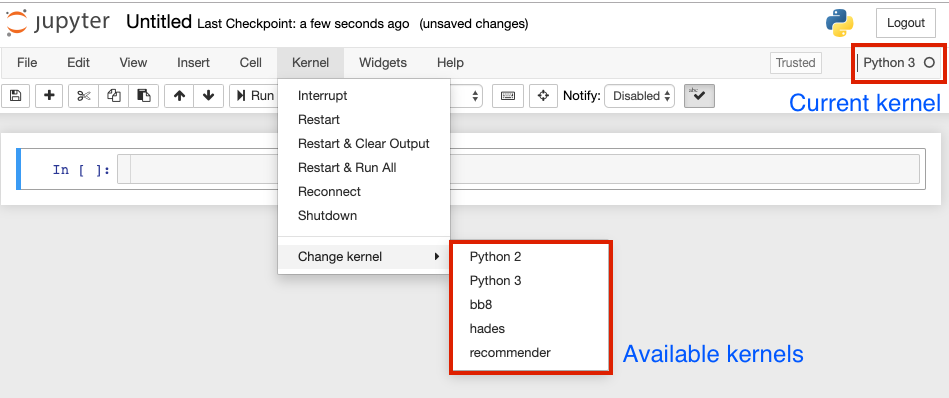 jupyter Untitled Last Checkpoint: a few seconds ago (unsaved changes) Logout
File Edit View Insert Cell Kernel Widgets Help Trusted Python 3
Run Notify: Disabled abc
Current kernel
Interrupt
Restart
Restart & Clear Output
In [ ]:
Restart & Run All
Reconnect
Shutdown
Change kernel Python 2
Python 3
bb8
hades
recommender
Available kernels